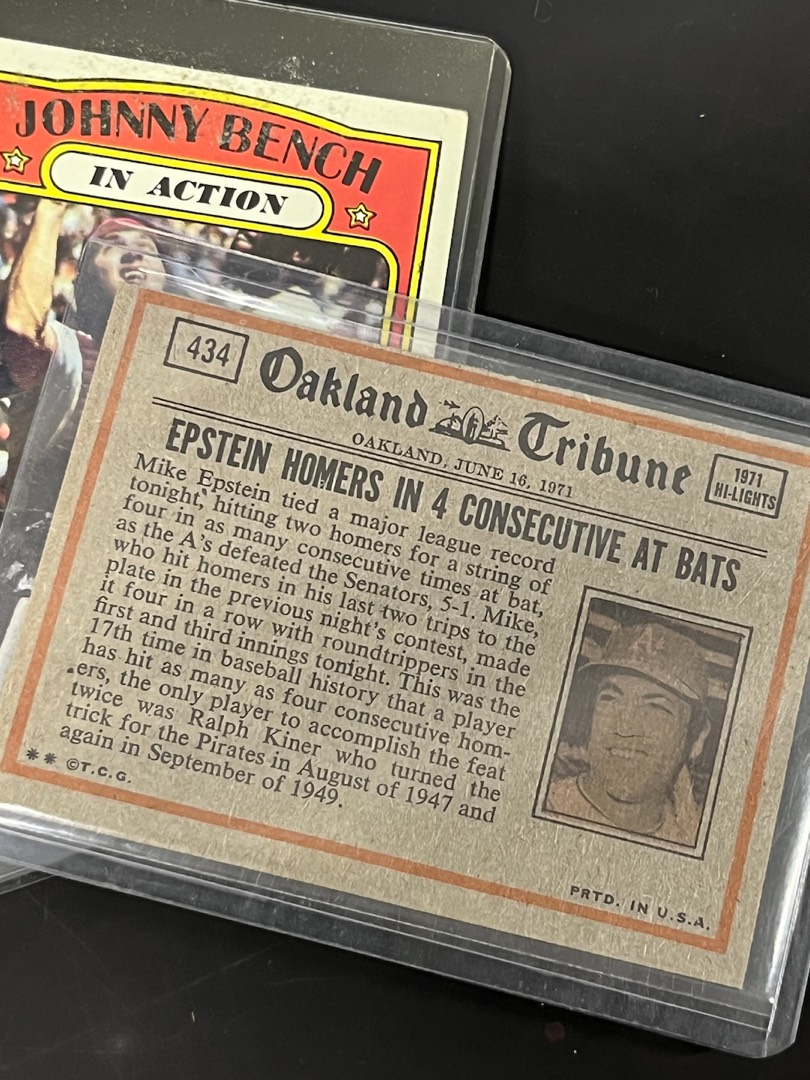 JOHNNY BENCH
IN ACTION
434
Oakland Tribune
OAKLAND, JUNE 16, 1971
1971
HI-LIGHTS
EPSTEIN HOMERS IN 4 CONSECUTIVE AT BATS
Mike Epstein tied a major league record
tonight, hitting two homers for a string of
four in as many consecutive times at bat,
as the A's defeated the Senators, 5-1. Mike,
who hit homers in his last two trips to the
plate in the previous night's contest, made
it four in a row with roundtrippers in the
first and third innings tonight. This was the
17th time in baseball history that a player
has hit as many as four consecutive hom-
ers, the only player to accomplish the feat
twice was Ralph Kiner who turned the
trick for the Pirates in August of 1947 and
again in September of 1949.
** ©T.C.G.
PRTD. IN U.S.A.